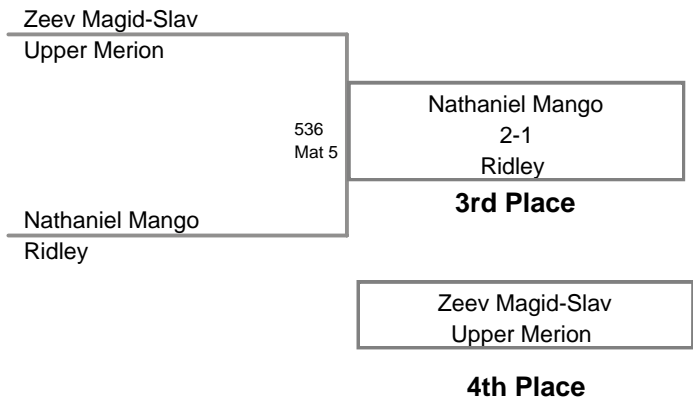 Zeev Magid-Slav
Upper Merion
536
Mat 5
Nathaniel Mango
2-1
Ridley
3rd Place
Nathaniel Mango
Ridley
Zeev Magid-Slav
Upper Merion
4th Place